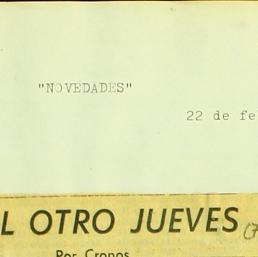 "NOVEDADES"
22 de fe
L OTRO JUEVES
Por Cronos